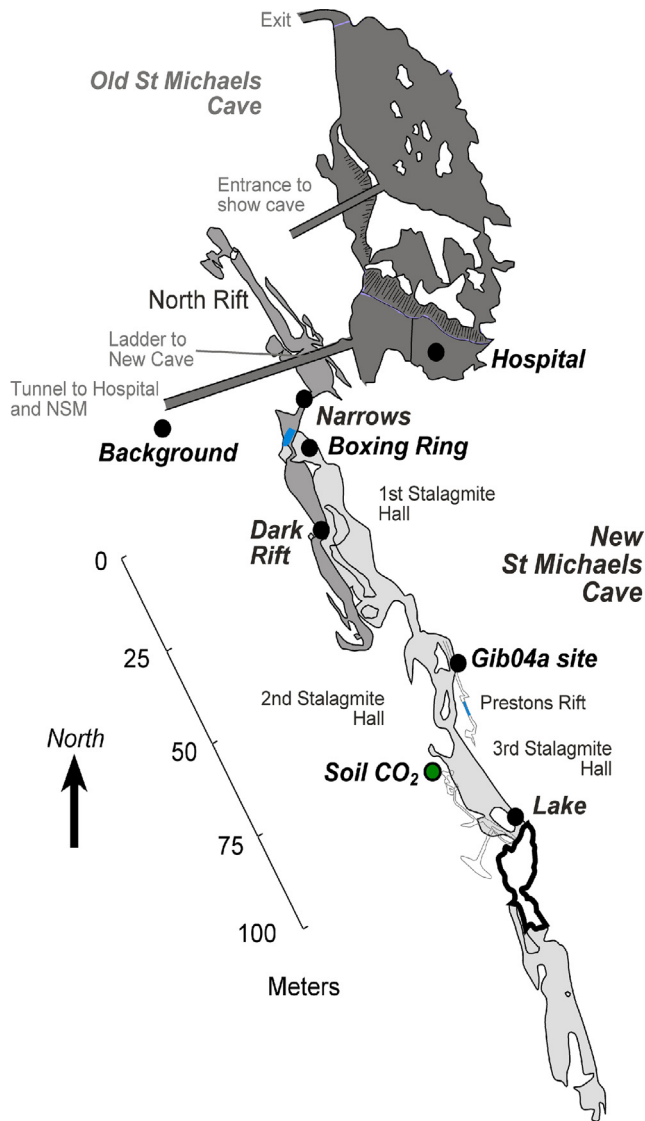 Exit
Old St Michaels
Cave
Entrance to
show cave
North Rift
Ladder to
New Cave
Hospital
Tunnel to Hospital
and NSM
Narrows
Background
Boxing Ring
1st Stalagmite
Hall
Dark
Rift
New
St Michaels
Cave
0
25
50
75
100
Meters
Gib04a site
2nd Stalagmite
Hall
Prestons Rift
North
3rd Stalagmite
Hall
Soil CO₂
Lake